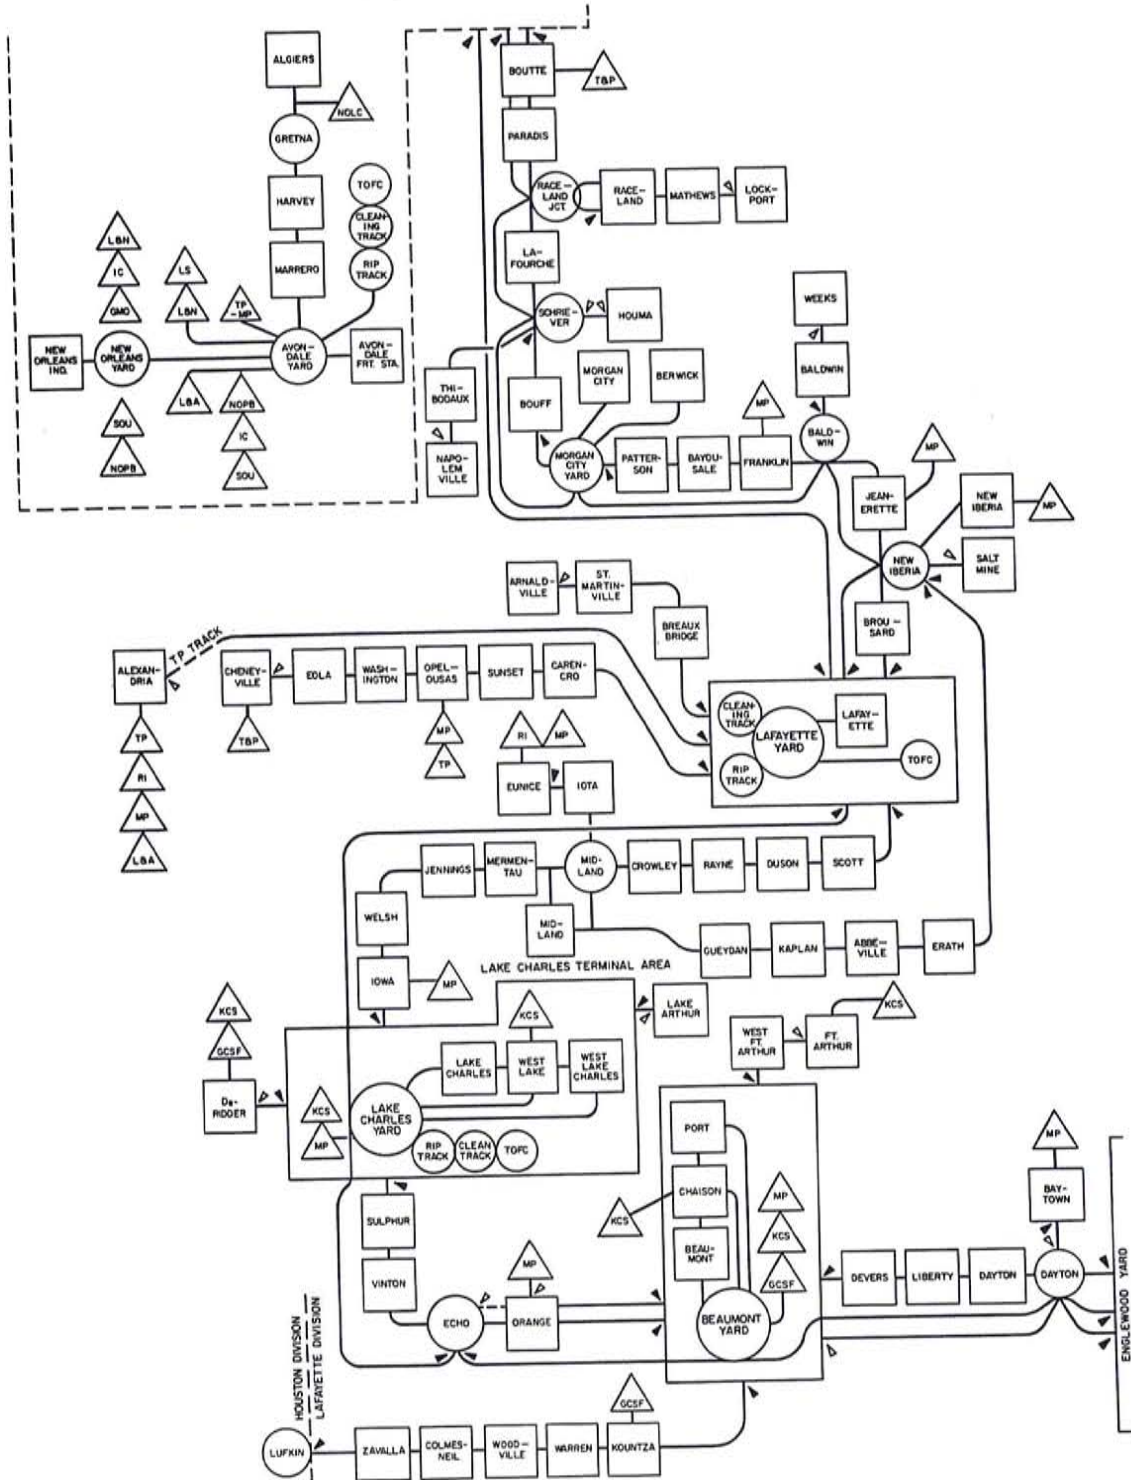 ALGIERS
NOLC
GRETNA
HARVEY
TOFC
CLEAN-
ING
TRACK
RIP
TRACK
MARRERO
L&N
IC
GMO
LS
L&N
TP
-MP
NEW
ORLEANS
IND.
NEW
ORLEANS
YARD
AVON-
DALE
YARD
AVON-
DALE
FRT. STA.
L&A
NOPB
IC
SOU
SOU
NOPB
BOUTTE
T&P
PARADIS
RACE-
LAND
JCT.
RACE-
LAND
MATHEWS
LOCK-
PORT
LA-
FOURCHE
SCHRIE-
VER
HOUMA
THI-
BODAUX
NAPO-
LEM
VILLE
BOUFF
MORGAN
CITY
BERWICK
MORGAN
CITY
YARD
PATTER-
SON
BAYOU-
SALE
FRANKLIN
MP
WEEKS
BALDWIN
BALD-
WIN
JEAN-
ERETTE
MP
NEW
IBERIA
MP
NEW
IBERIA
SALT
MINE
BROU-
SARD
ARNALD-
VILLE
ST.
MARTIN-
VILLE
BREAUX
BRIDGE
TP TRACK
ALEXAN-
DRIA
TP
RI
MP
L&A
CHENEY-
VILLE
T&P
EOLA
WASH-
INGTON
OPEL-
OUSAS
MP
TP
SUNSET
CAREN-
CRO
CLEAN-
ING
TRACK
LAFAYETTE
YARD
LAFAY-
ETTE
RIP
TRACK
TOFC
RI
MP
EUNICE
IOTA
JENNINGS
MERMEN-
TAU
MID-
LAND
CROWLEY
RAYNE
DUSON
SCOTT
WELSH
MID-
LAND
GUEYDAN
KAPLAN
ABBE-
VILLE
ERATH
LAKE CHARLES TERMINAL AREA
IOWA
MP
LAKE
ARTHUR
KCS
GCSF
De-
RIDDER
KCS
LAKE
CHARLES
WEST
LAKE
WEST
LAKE
CHARLES
KCS
MP
LAKE
CHARLES
YARD
RIP
TRACK
CLEAN
TRACK
TOFC
WEST
FT.
ARTHUR
FT.
ARTHUR
KCS
SULPHUR
VINTON
ECHO
MP
ORANGE
PORT
CHAISON
KCS
BEAU-
MONT
MP
KCS
GCSF
BEAUMONT
YARD
DEVERS
LIBERTY
DAYTON
DAYTON
MP
BAY-
TOWN
ENGLEWOOD YARD
HOUSTON DIVISION
LAFAYETTE DIVISION
LUFKIN
ZAVALLA
COLMES-
NEIL
WOOD-
VILLE
WARREN
GCSF
KOUNTZA